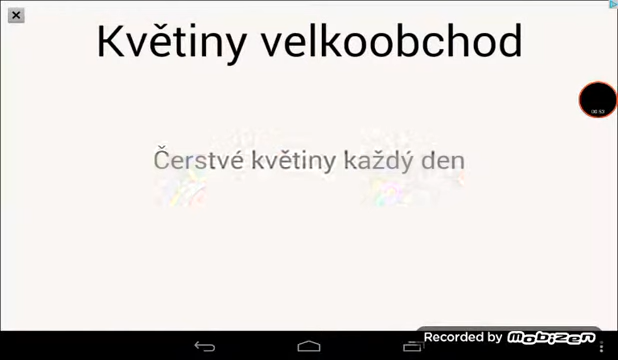 Květiny velkoobchod
Čerstvé květiny každý den
Recorded by
mobizen